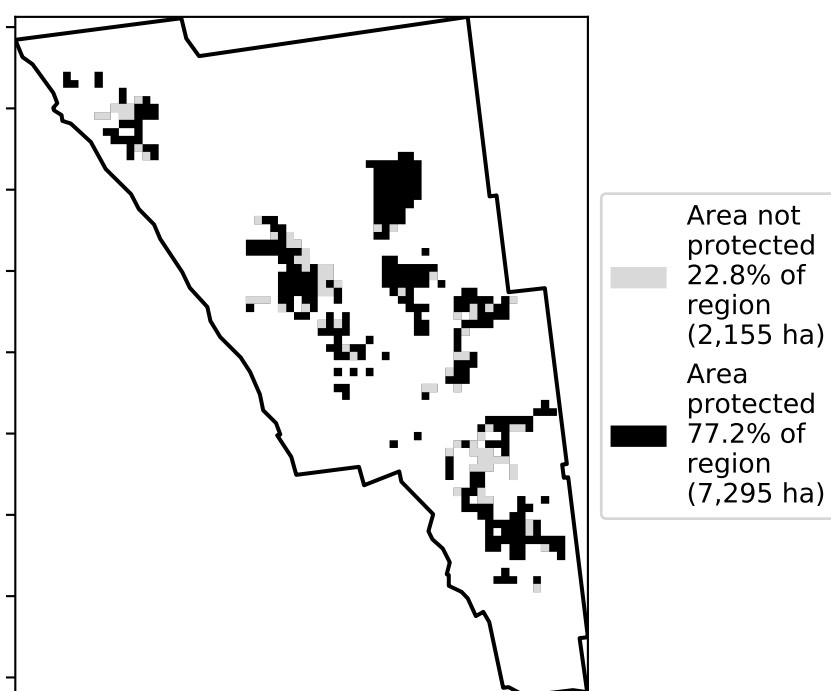 Area not
protected
22.8% of
region
(2,155 ha)
Area
protected
77.2% of
region
(7,295 ha)